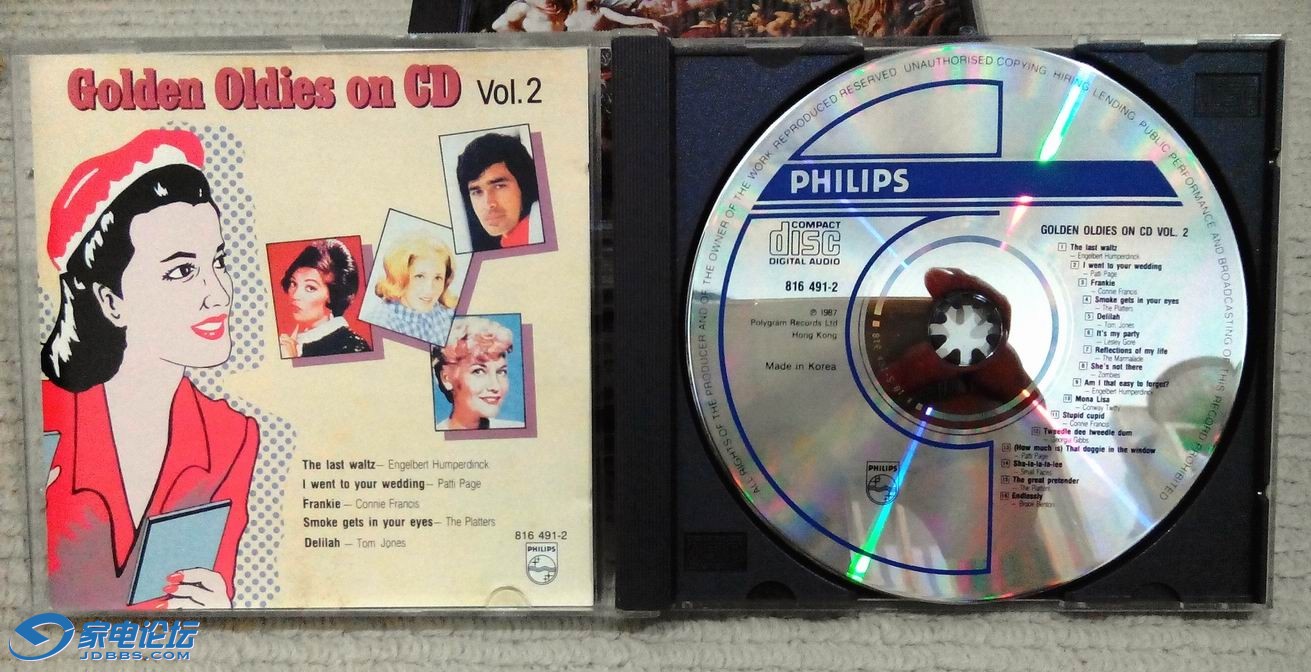 Golden Oldies on CD Vol.2
The last waltz— Engelbert Humperdinck
I went to your wedding— Patti Page
Frankie — Connie Francis
Smoke gets in your eyes— The Platters
Delilah — Tom Jones
816 491-2
PHILIPS
家电论坛
JDBBS.COM
ALL RIGHTS OF THE PRODUCER AND OF THE OWNER OF THE WORK REPRODUCED RESERVED UNAUTHORISED COPYING, HIRING, LENDING, PUBLIC PERFORMANCE AND BROADCASTING OF THIS RECORD PROHIBITED
PHILIPS
COMPACT
disc
DIGITAL AUDIO
816 491-2
℗ 1987
Polygram Records Ltd
Hong Kong
Made in Korea
PHILIPS
GOLDEN OLDIES ON CD VOL. 2
1 The last waltz
— Engelbert Humperdinck
2 I went to your wedding
— Patti Page
3 Frankie
— Connie Francis
4 Smoke gets in your eyes
— The Platters
5 Delilah
— Tom Jones
6 It's my party
— Lesley Gore
7 Reflections of my life
— The Marmalade
8 She's not there
— Zombies
9 Am I that easy to forget?
— Engelbert Humperdinck
10 Mona Lisa
— Conway Twitty
11 Stupid cupid
— Connie Francis
12 Tweedle dee tweedle dum
— Georgia Gibbs
13 (How much is) That doggie in the window
— Patti Page
14 Sha-la-la-la-lee
— Small Faces
15 The great pretender
— The Platters
16 Endlessly
— Brook Benton